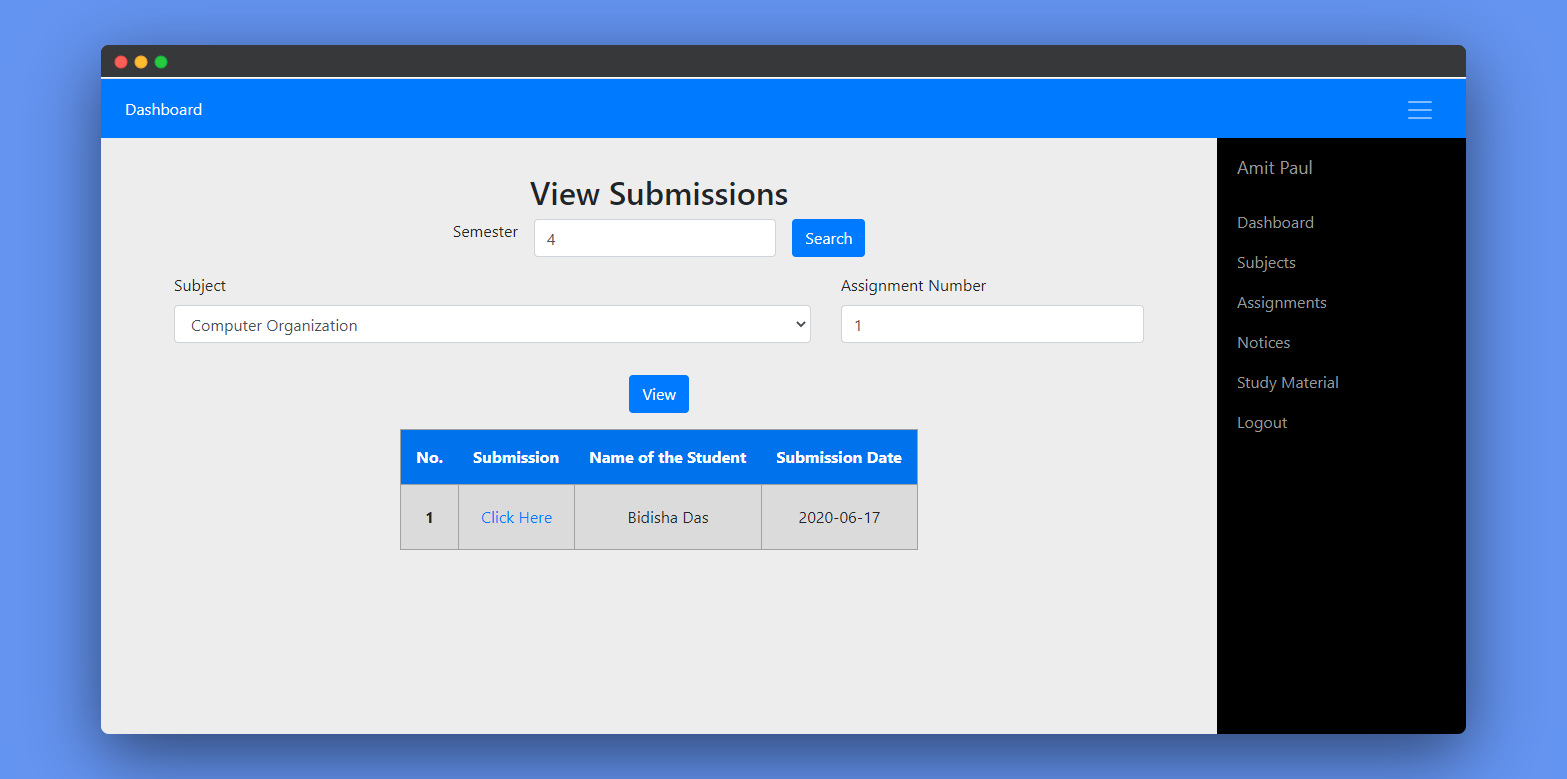 Dashboard
View Submissions
Semester 4 Search
Subject Assignment Number
Computer Organization 1
View
No. Submission Name of the Student Submission Date
1 Click Here Bidisha Das 2020-06-17
Amit Paul
Dashboard
Subjects
Assignments
Notices
Study Material
Logout